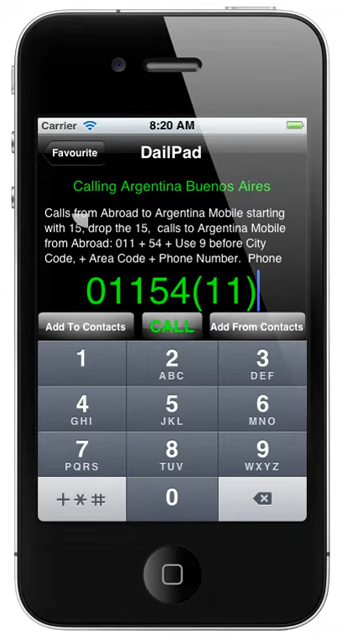 Carrier 8:20 AM
Favourite DailPad
Calling Argentina Buenos Aires
Calls from Abroad to Argentina Mobile starting
with 15, drop the 15, calls to Argentina Mobile
from Abroad: 011 + 54 + Use 9 before City
Code, + Area Code + Phone Number. Phone
01154(11)
Add To Contacts CALL Add From Contacts
1 2 3
ABC DEF
4 5 6
GHI JKL MNO
7 8 9
PQRS TUV WXYZ
+*# 0